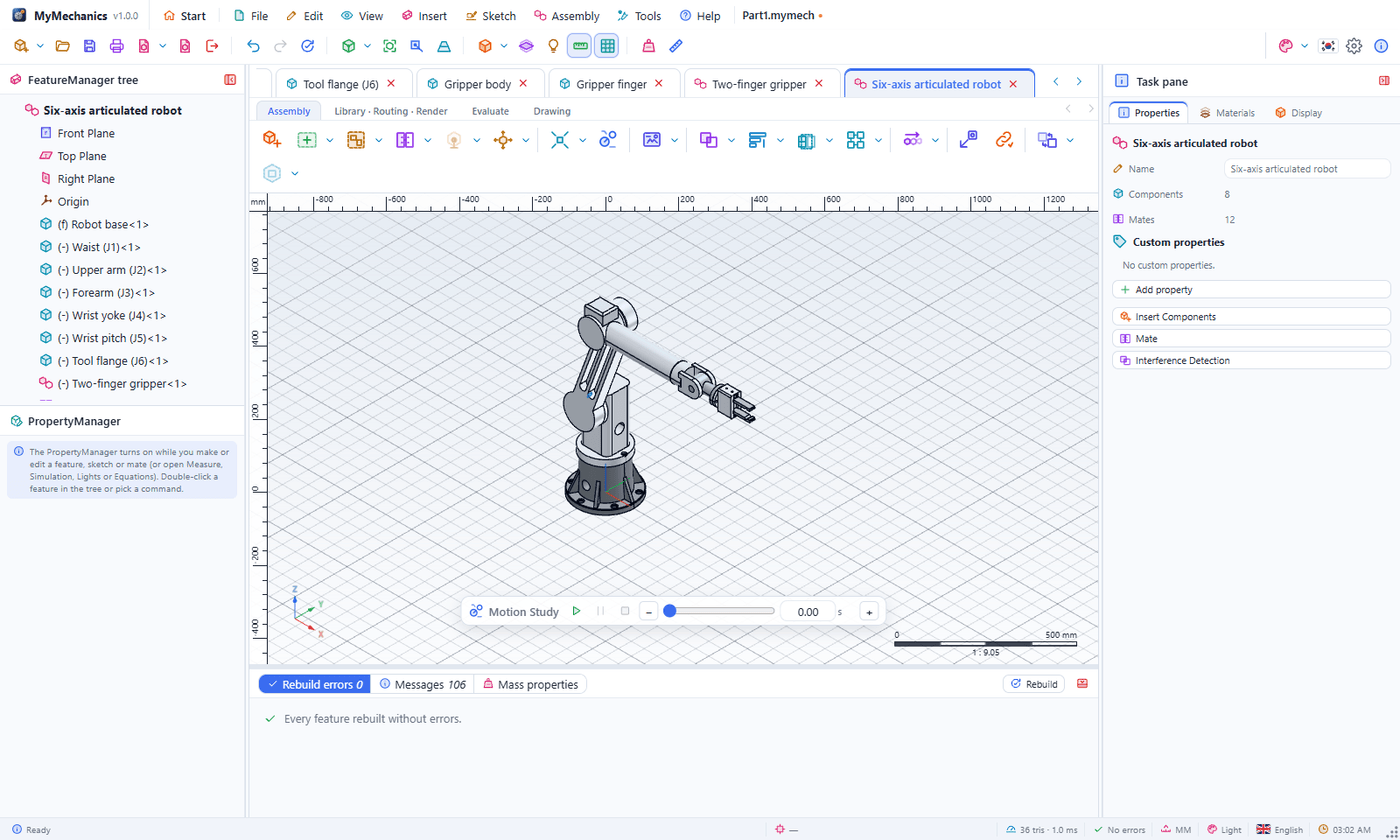 MyMechanics v1.0.0
Start
File
Edit
View
Insert
Sketch
Assembly
Tools
Help
Part1.mymech
FeatureManager tree
Six-axis articulated robot
Front Plane
Top Plane
Right Plane
Origin
(f) Robot base<1>
(-) Waist (J1)<1>
(-) Upper arm (J2)<1>
(-) Forearm (J3)<1>
(-) Wrist yoke (J4)<1>
(-) Wrist pitch (J5)<1>
(-) Tool flange (J6)<1>
(-) Two-finger gripper<1>
PropertyManager
The PropertyManager turns on while you make or
edit a feature, sketch or mate (or open Measure,
Simulation, Lights or Equations). Double-click a
feature in the tree or pick a command.
Tool flange (J6)
Gripper body
Gripper finger
Two-finger gripper
Six-axis articulated robot
Assembly
Library · Routing · Render
Evaluate
Drawing
mm
-800
-600
-400
-200
0
200
400
600
800
1000
1200
600
400
200
0
-200
-400
Z
Y
X
Motion Study
0.00 s
0
500 mm
1 : 9.05
Rebuild errors 0
Messages 106
Mass properties
Rebuild
Every feature rebuilt without errors.
Task pane
Properties
Materials
Display
Six-axis articulated robot
Name
Six-axis articulated robot
Components
8
Mates
12
Custom properties
No custom properties.
Add property
Insert Components
Mate
Interference Detection
Ready
—
36 tris · 1.0 ms
No errors
MM
Light
English
03:02 AM